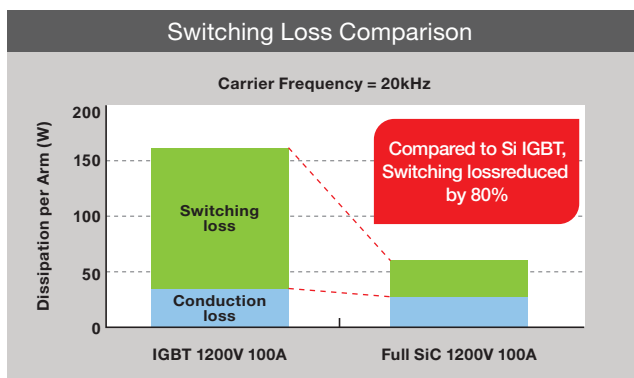 Switching Loss Comparison
Carrier Frequency = 20kHz
Dissipation per Arm (W)
200
150
100
50
0
Switching
loss
Conduction
loss
Compared to Si IGBT,
Switching lossreduced
by 80%
IGBT 1200V 100A
Full SiC 1200V 100A